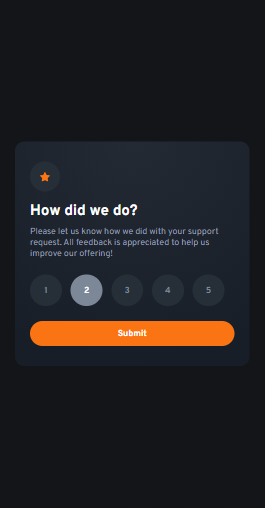 How did we do?
Please let us know how we did with your support
request. All feedback is appreciated to help us
improve our offering!
1 2 3 4 5
Submit